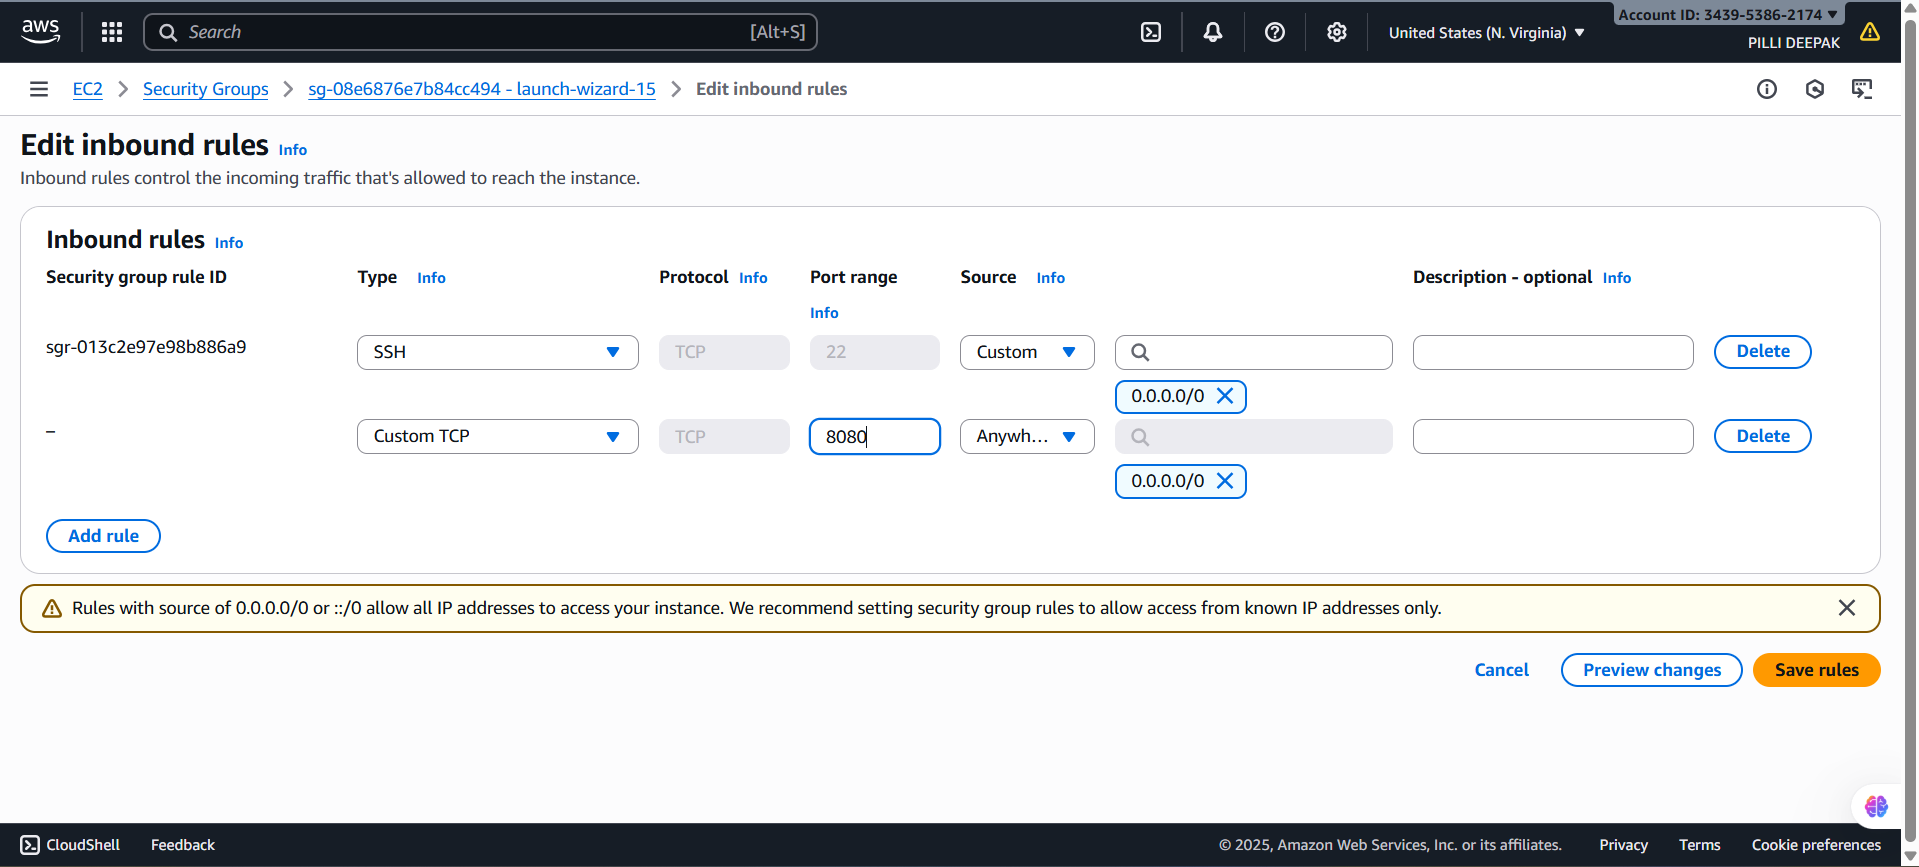 aws
Search [Alt+S]
United States (N. Virginia)
Account ID: 3439-5386-2174
PILLI DEEPAK
EC2 Security Groups sg-08e6876e7b84cc494 - launch-wizard-15 Edit inbound rules
Edit inbound rules Info
Inbound rules control the incoming traffic that's allowed to reach the instance.
Inbound rules Info
Security group rule ID Type Info Protocol Info Port range Info Source Info Description - optional Info
sgr-013c2e97e98b886a9 SSH TCP 22 Custom Delete
0.0.0.0/0
– Custom TCP TCP 8080 Anywh... Delete
0.0.0.0/0
Add rule
Rules with source of 0.0.0.0/0 or ::/0 allow all IP addresses to access your instance. We recommend setting security group rules to allow access from known IP addresses only.
Cancel Preview changes Save rules
CloudShell Feedback © 2025, Amazon Web Services, Inc. or its affiliates. Privacy Terms Cookie preferences